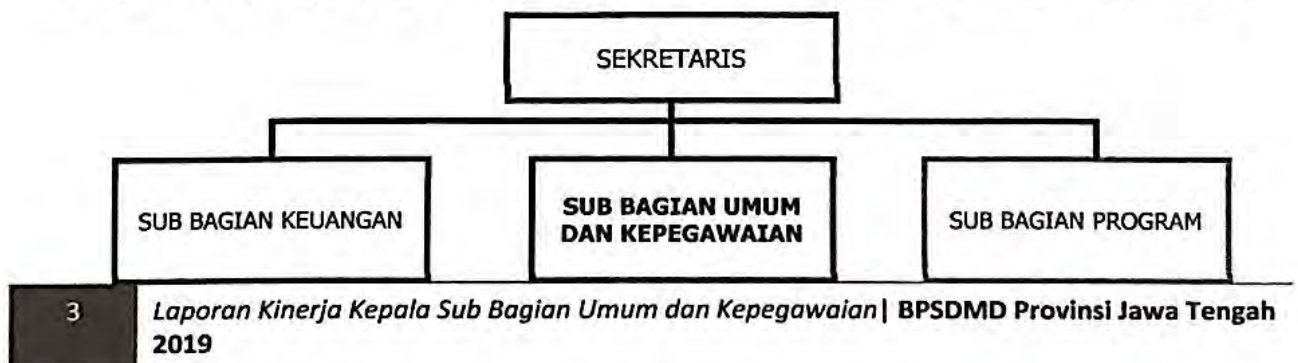 SEKRETARIS
SUB BAGIAN KEUANGAN
SUB BAGIAN UMUM
DAN KEPEGAWAIAN
SUB BAGIAN PROGRAM
3
Laporan Kinerja Kepala Sub Bagian Umum dan Kepegawaian| BPSDMD Provinsi Jawa Tengah
2019